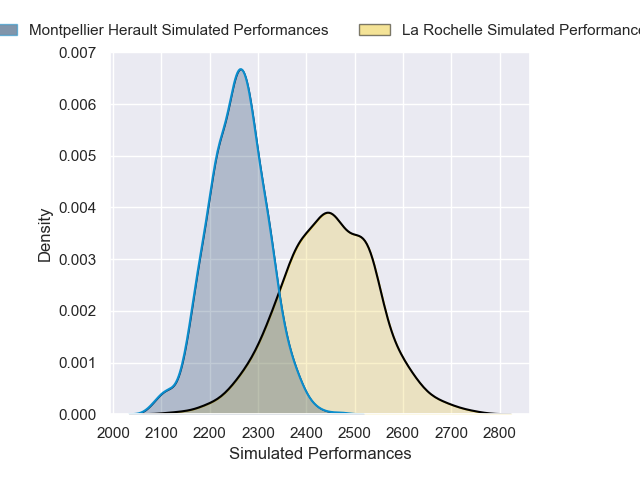 Montpellier Herault Simulated Performances La Rochelle Simulated Performance
0.007
0.006
0.005
0.004
0.003
0.002
0.001
0.000
Density
2000 2100 2200 2300 2400 2500 2600 2700 2800
Simulated Performances